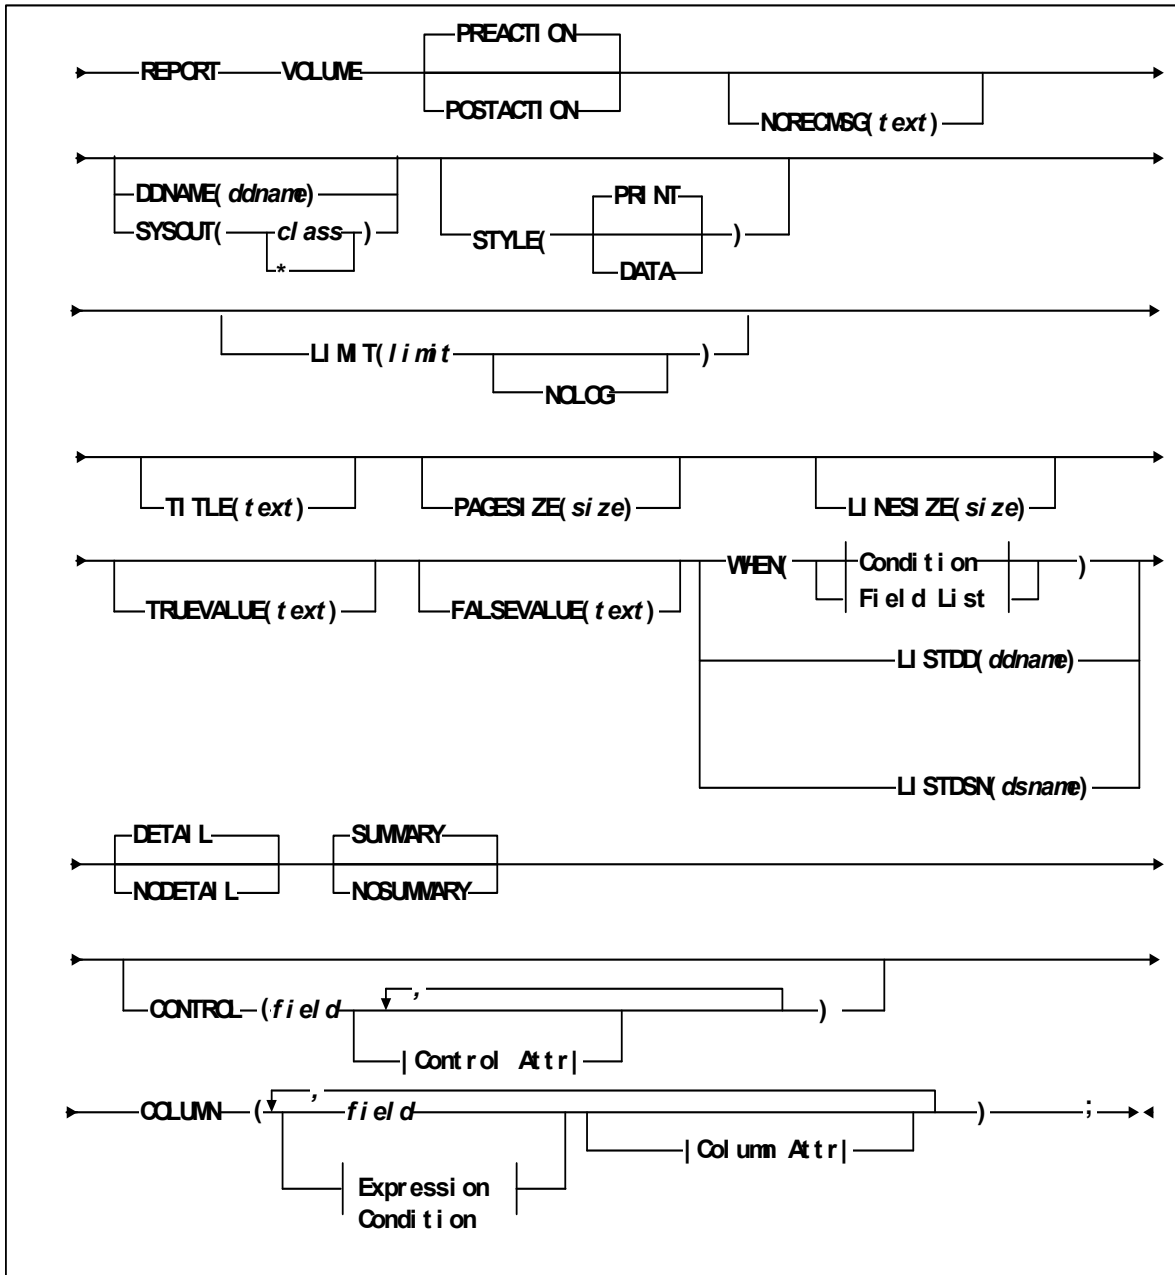 PREACTION
REPORT VOLUME
POSTACTION
NORECMSG(text)
DDNAME(ddname)
SYSOUT( class )
*
PRINT
STYLE( )
DATA
LIMIT(limit )
NOLOG
TITLE(text) PAGESIZE(size) LINESIZE(size)
WHEN( Condition )
Field List
TRUEVALUE(text) FALSEVALUE(text)
LISTDD(ddname)
LISTDSN(dsname)
DETAIL SUMMARY
NODETAIL NOSUMMARY
,
CONTROL (field )
|Control Attr|
,
COLUMN ( field ) ;
|Column Attr|
Expression
Condition